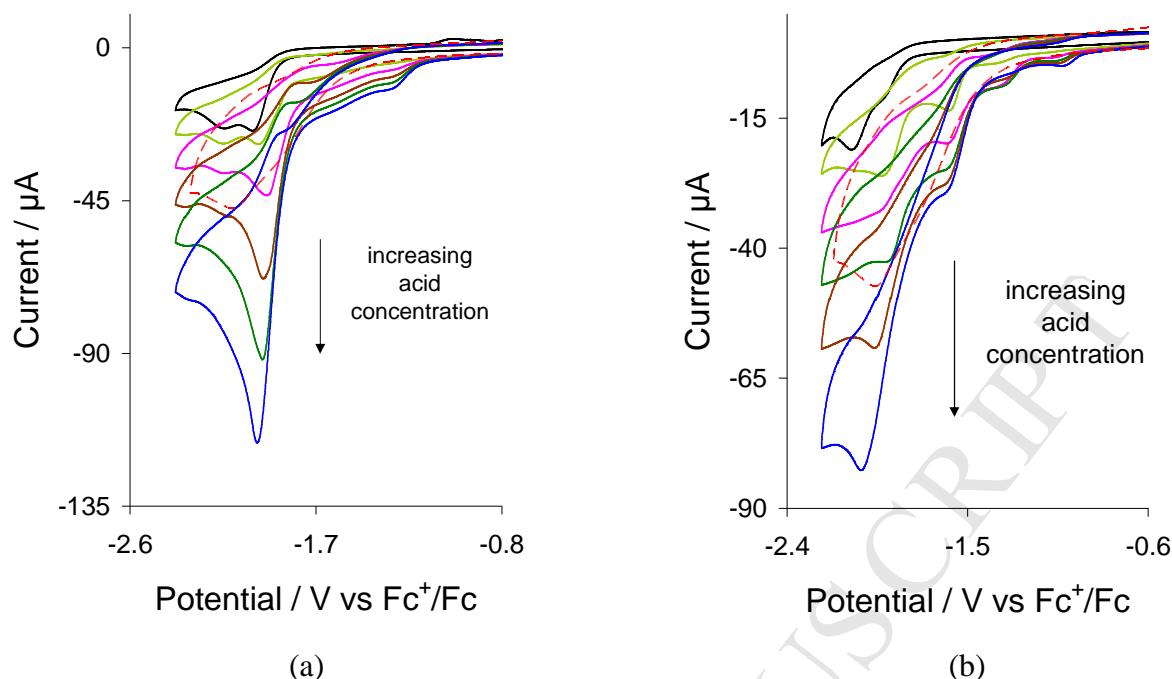 0
-45
-90
-135
-2.6
-1.7
-0.8
Current / µA
Potential / V vs Fc⁺/Fc
increasing
acid
concentration
(a)
-15
-40
-65
-90
-2.4
-1.5
-0.6
Current / µA
Potential / V vs Fc⁺/Fc
increasing
acid
concentration
(b)
USCRIPT